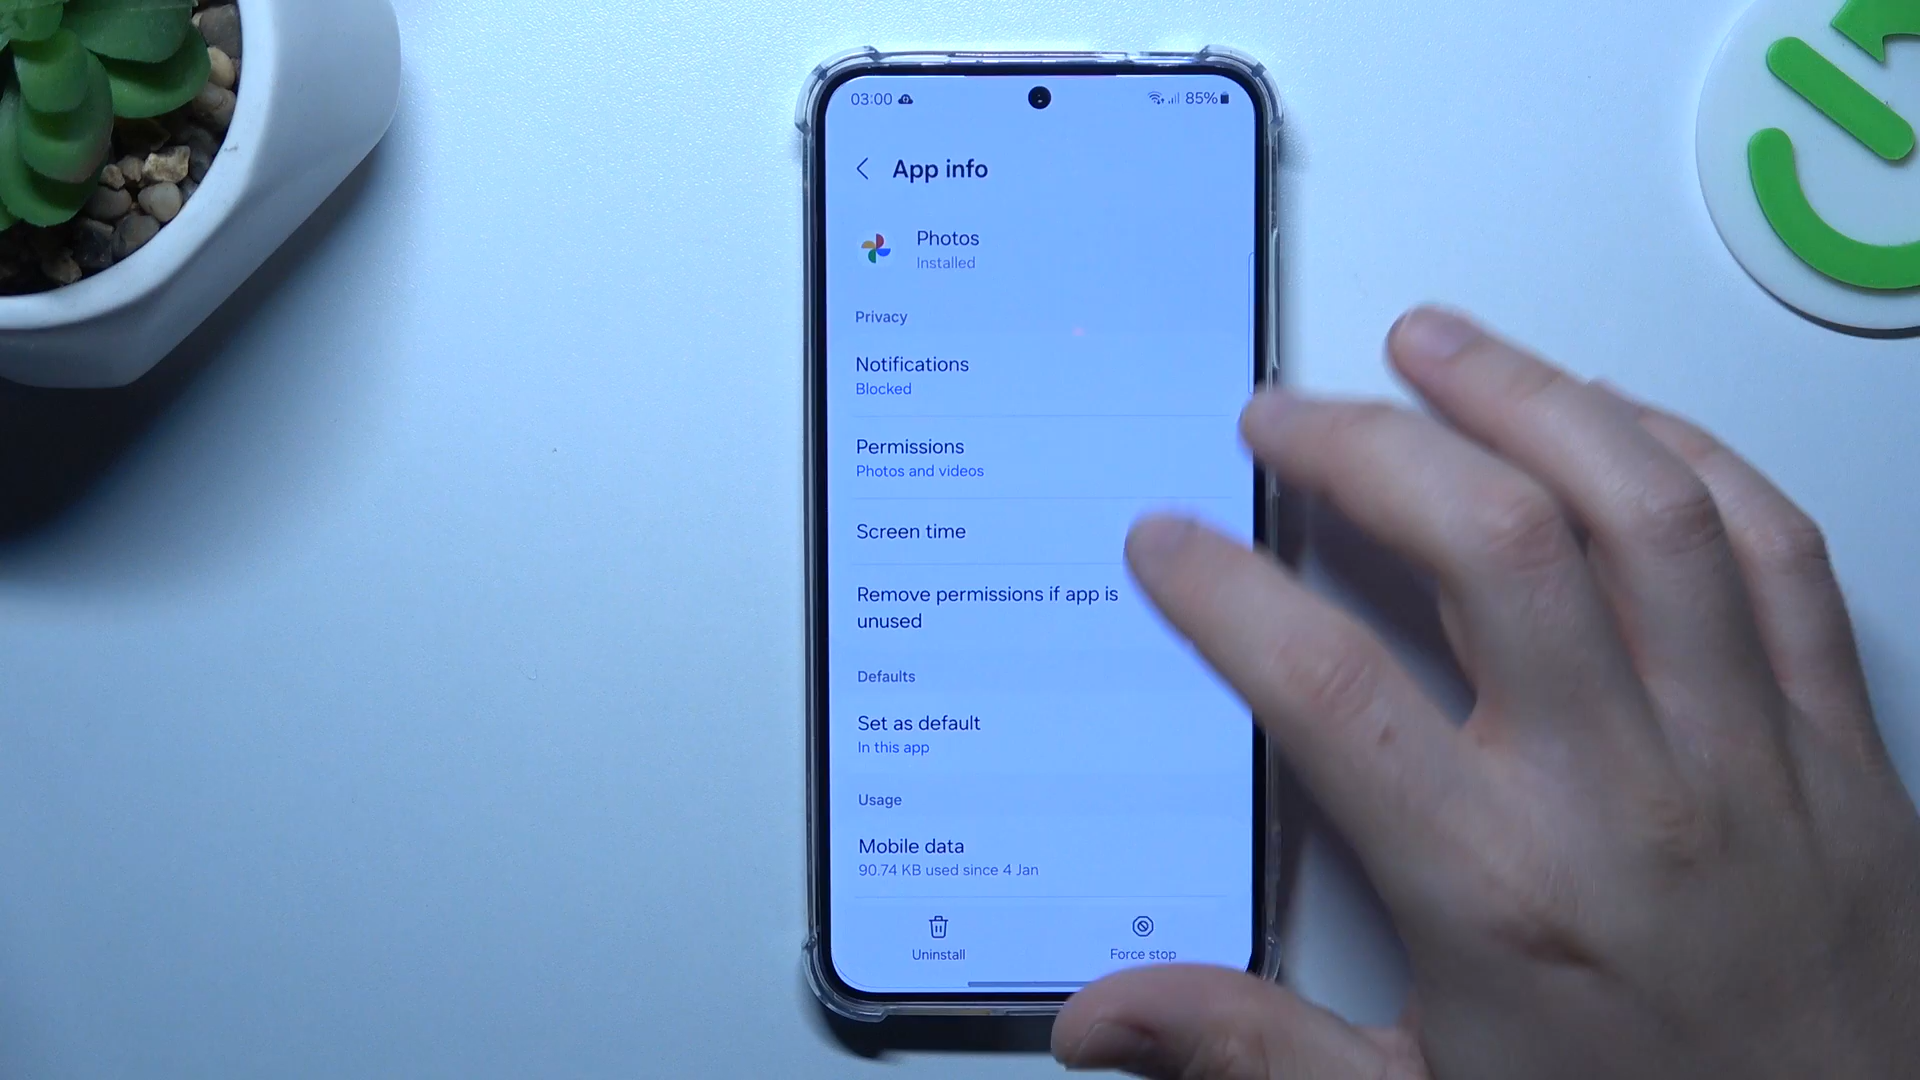 03:00 85%
App info
Photos
Installed
Privacy
Notifications
Blocked
Permissions
Photos and videos
Screen time
Remove permissions if app is
unused
Defaults
Set as default
In this app
Usage
Mobile data
90.74 KB used since 4 Jan
Uninstall Force stop